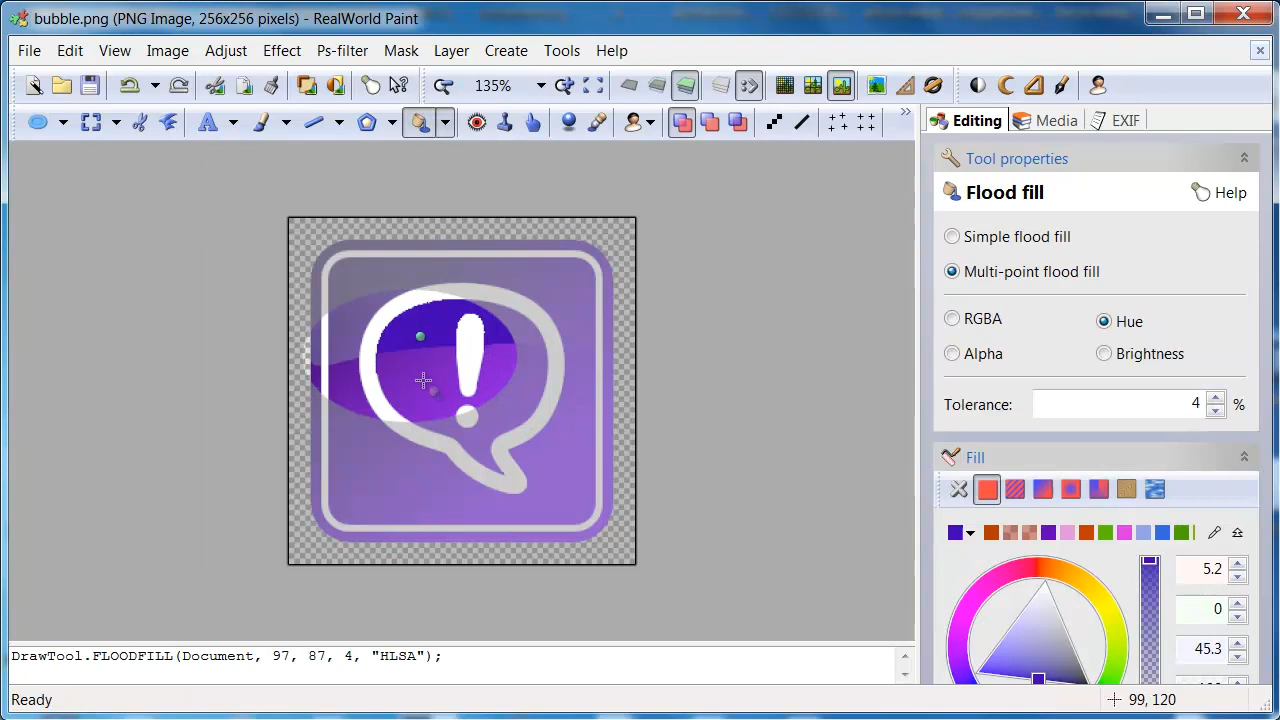 bubble.png (PNG Image, 256x256 pixels) - RealWorld Paint
File Edit View Image Adjust Effect Ps-filter Mask Layer Create Tools Help
135%
Editing Media EXIF
Tool properties
Flood fill Help
Simple flood fill
Multi-point flood fill
RGBA Hue
Alpha Brightness
Tolerance: 4 %
Fill
5.2
0
45.3
DrawTool.FLOODFILL(Document, 97, 87, 4, "HLSA");
Ready 99, 120